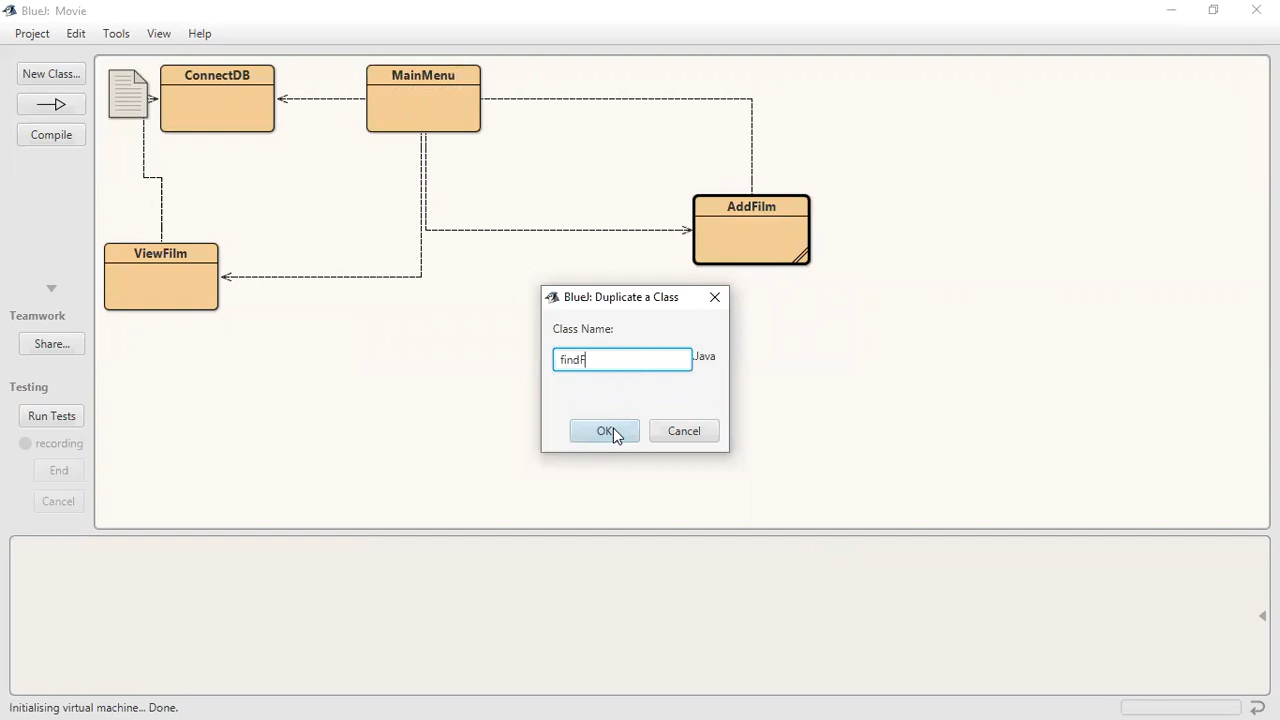 BlueJ: Movie
Project Edit Tools View Help
New Class...
Compile
Teamwork
Share...
Testing
Run Tests
recording
End
Cancel
ConnectDB
MainMenu
AddFilm
ViewFilm
BlueJ: Duplicate a Class
Class Name:
findF
Java
OK
Cancel
Initialising virtual machine... Done.